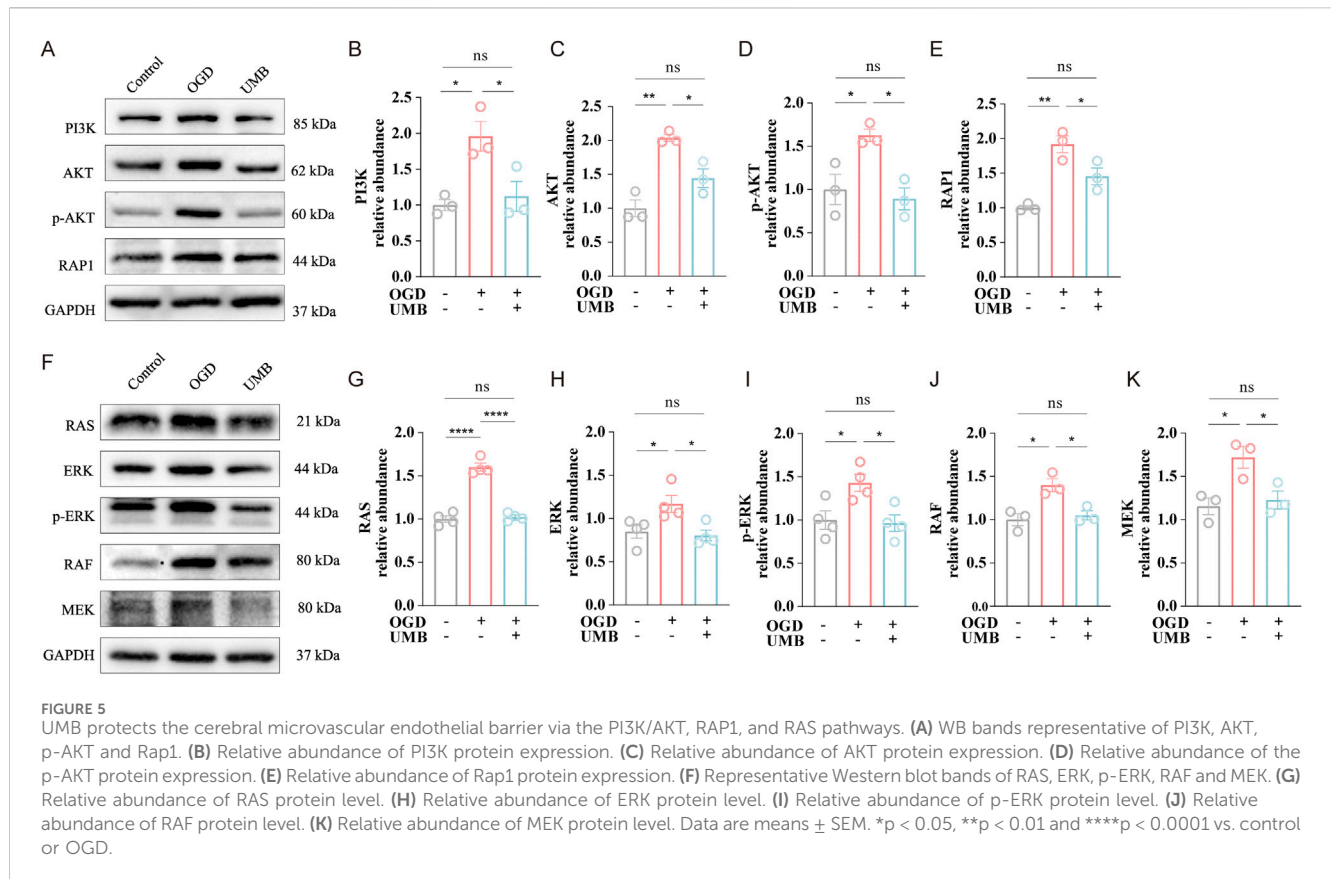 A
Control
OGD
UMB
PI3K
85 kDa
AKT
62 kDa
p-AKT
60 kDa
RAP1
44 kDa
GAPDH
37 kDa
B
ns
*
*
2.5
2.0
1.5
1.0
0.5
0.0
PI3K
relative abundance
OGD - + +
UMB - - +
C
ns
**
*
2.5
2.0
1.5
1.0
0.5
0.0
AKT
relative abundance
OGD - + +
UMB - - +
D
ns
*
*
2.0
1.5
1.0
0.5
0.0
p-AKT
relative abundance
OGD - + +
UMB - - +
E
ns
**
*
2.5
2.0
1.5
1.0
0.5
0.0
RAP1
relative abundance
OGD - + +
UMB - - +
F
Control
OGD
UMB
RAS
21 kDa
ERK
44 kDa
p-ERK
44 kDa
RAF
80 kDa
MEK
80 kDa
GAPDH
37 kDa
G
ns
****
****
2.0
1.5
1.0
0.5
0.0
RAS
relative abundance
OGD - + +
UMB - - +
H
ns
*
*
2.0
1.5
1.0
0.5
0.0
ERK
relative abundance
OGD - + +
UMB - - +
I
ns
*
*
2.0
1.5
1.0
0.5
0.0
p-ERK
relative abundance
OGD - + +
UMB - - +
J
ns
*
*
2.0
1.5
1.0
0.5
0.0
RAF
relative abundance
OGD - + +
UMB - - +
K
ns
*
*
2.0
1.5
1.0
0.5
0.0
MEK
relative abundance
OGD - + +
UMB - - +
FIGURE 5
UMB protects the cerebral microvascular endothelial barrier via the PI3K/AKT, RAP1, and RAS pathways. (A) WB bands representative of PI3K, AKT,
p-AKT and Rap1. (B) Relative abundance of PI3K protein expression. (C) Relative abundance of AKT protein expression. (D) Relative abundance of the
p-AKT protein expression. (E) Relative abundance of Rap1 protein expression. (F) Representative Western blot bands of RAS, ERK, p-ERK, RAF and MEK. (G)
Relative abundance of RAS protein level. (H) Relative abundance of ERK protein level. (I) Relative abundance of p-ERK protein level. (J) Relative
abundance of RAF protein level. (K) Relative abundance of MEK protein level. Data are means ± SEM. *p < 0.05, **p < 0.01 and ****p < 0.0001 vs. control
or OGD.